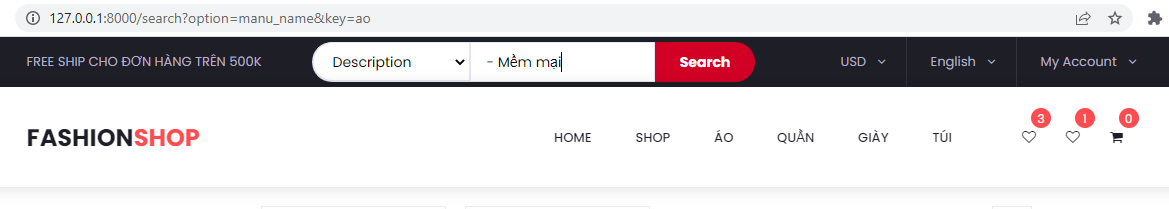 127.0.0.1:8000/search?option=manu_name&key=ao
FREE SHIP CHO ĐƠN HÀNG TRÊN 500K Description - Mềm mại Search USD English My Account
3 1 0
FASHIONSHOP HOME SHOP ÁO QUẦN GIÀY TÚI